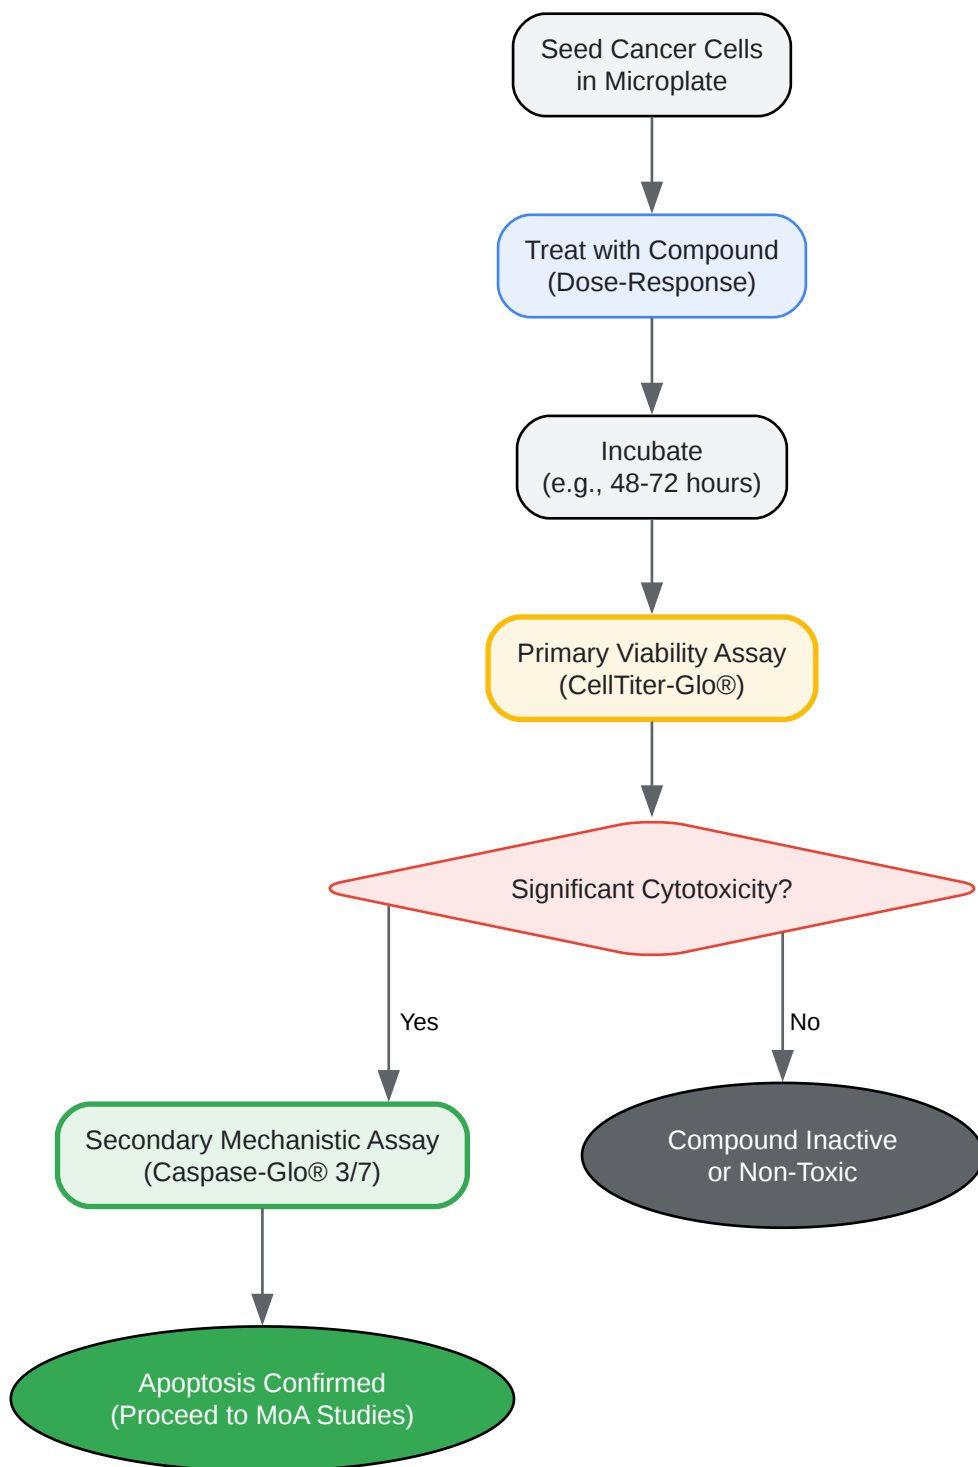 Seed Cancer Cells
in Microplate
Treat with Compound
(Dose-Response)
Incubate
(e.g., 48-72 hours)
Primary Viability Assay
(CellTiter-Glo®)
Significant Cytotoxicity?
Yes
No
Secondary Mechanistic Assay
(Caspase-Glo® 3/7)
Compound Inactive
or Non-Toxic
Apoptosis Confirmed
(Proceed to MoA Studies)